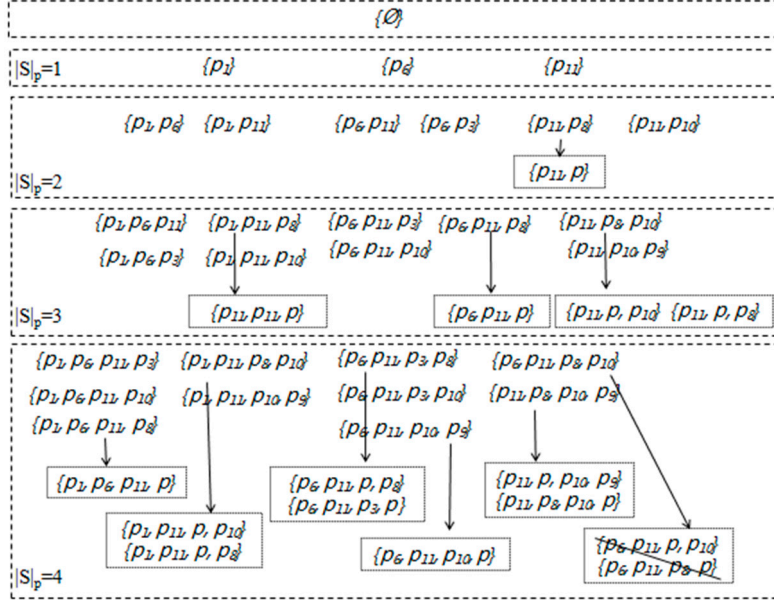 {Ø}
|S|p=1 {p1} {p6} {p11}
{p1, p6} {p1, p11} {p6, p11} {p6, p3} {p11, p8} {p11, p10}
|S|p=2 {p11, p}
{p1, p6, p11} {p1, p11, p8} {p6, p11, p3} {p6, p11, p8} {p11, p8, p10}
{p1, p6, p3} {p1, p11, p10} {p6, p11, p10} {p11, p10, p9}
|S|p=3 {p11, p11, p} {p6, p11, p} {p11, p, p10} {p11, p, p8}
{p1, p6, p11, p3} {p1, p11, p8, p10} {p6, p11, p3, p8} {p6, p11, p8, p10}
{p1, p6, p11, p10} {p1, p11, p10, p9} {p6, p11, p3, p10} {p11, p8, p10, p9}
{p1, p6, p11, p8} {p6, p11, p10, p9}
{p1, p6, p11, p} {p6, p11, p, p8} {p11, p, p10, p9}
{p6, p11, p3, p} {p11, p8, p10, p}
{p1, p11, p, p10}
{p1, p11, p, p8} {p6, p11, p10, p} {p6, p11, p, p10}
|S|p=4 {p6, p11, p8, p}